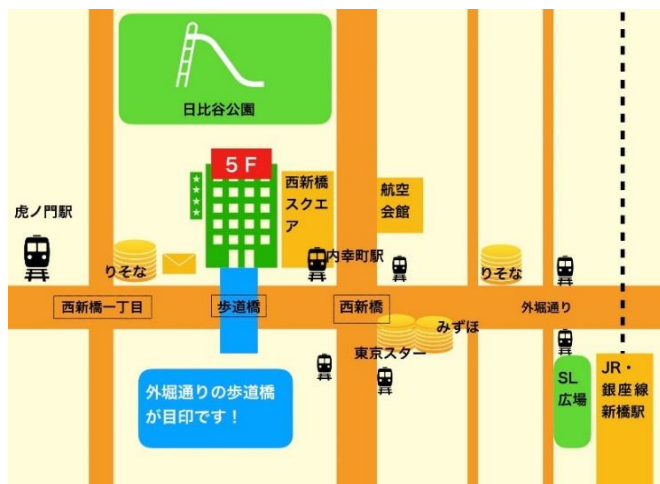 日比谷公園
5F
西新橋
スクエ
ア
航空
会館
虎ノ門駅
内幸町駅
りそな
りそな
西新橋一丁目
歩道橋
西新橋
外堀通り
みずほ
東京スター
外堀通りの歩道橋
が目印です！
SL
広場
JR・
銀座線
新橋駅